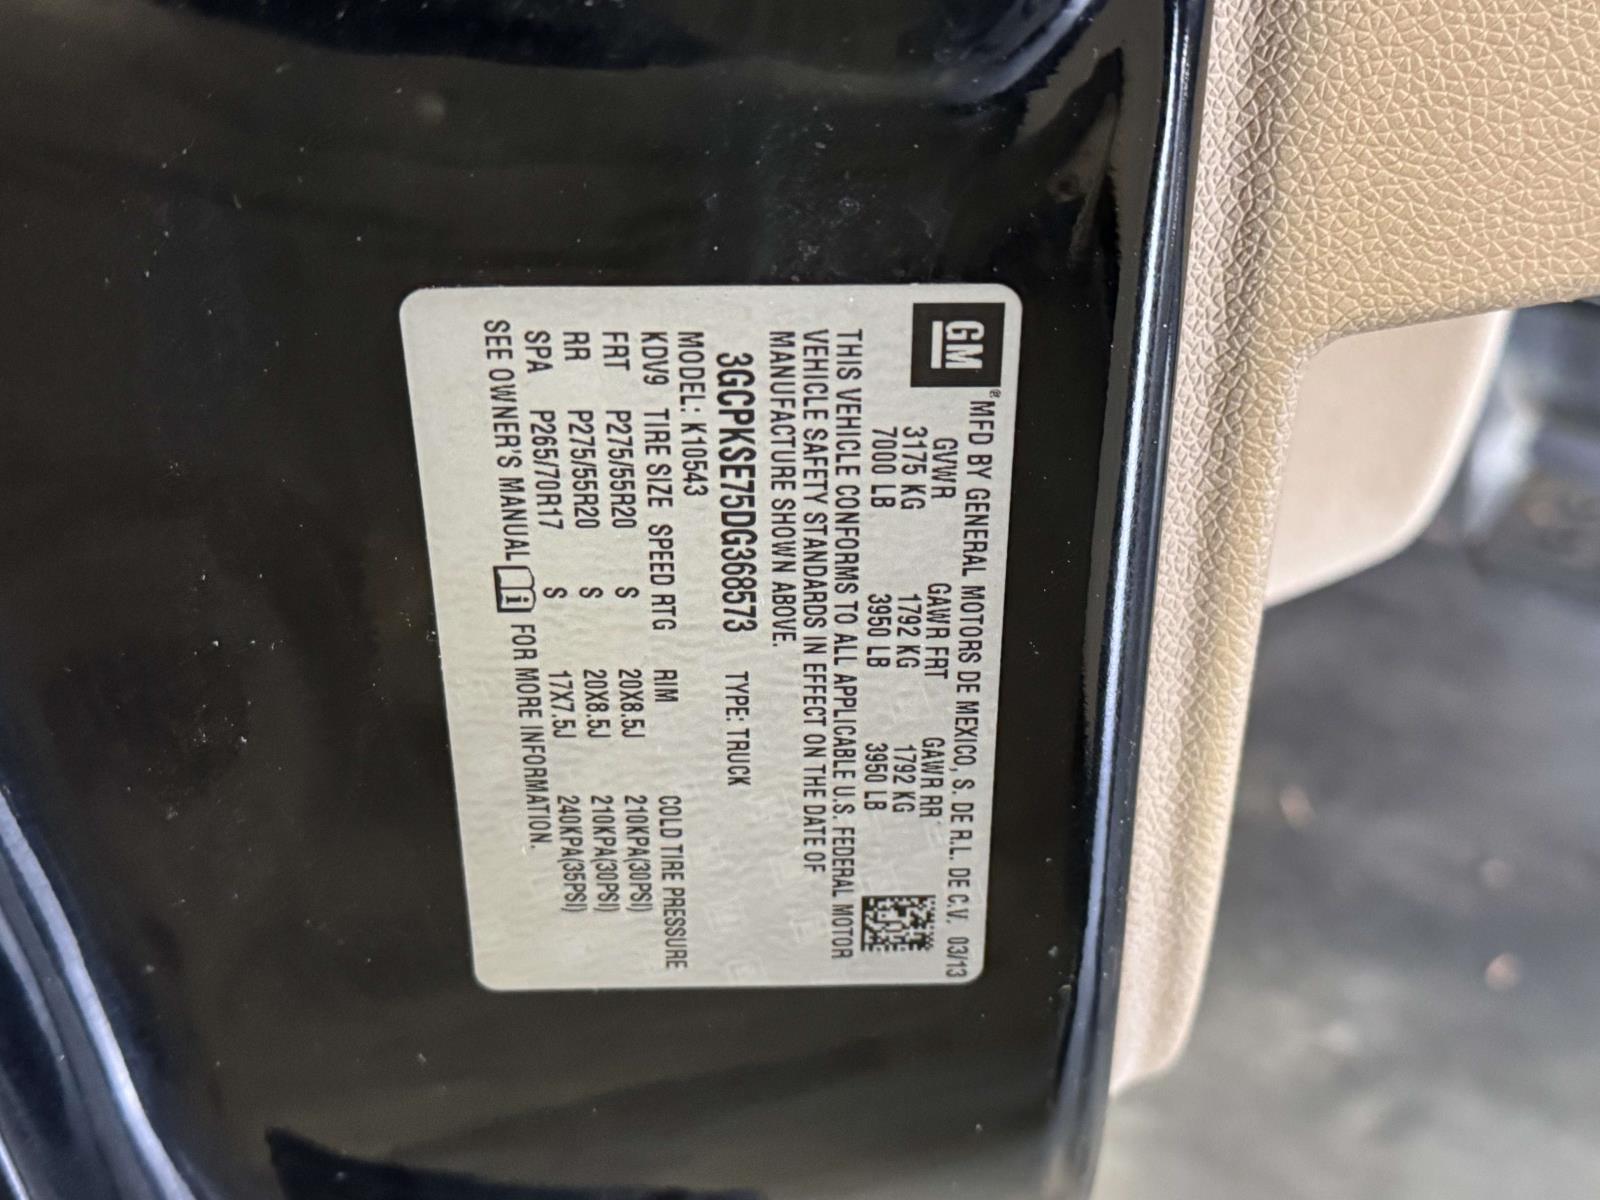 GM ® MFD BY GENERAL MOTORS DE MEXICO, S. DE R.L. DE C.V. 03/13
GVWR GAWR FRT GAWR RR
3175 KG 1792 KG 1792 KG
7000 LB 3950 LB 3950 LB
THIS VEHICLE CONFORMS TO ALL APPLICABLE U.S. FEDERAL MOTOR
VEHICLE SAFETY STANDARDS IN EFFECT ON THE DATE OF
MANUFACTURE SHOWN ABOVE.
3GCPKSE75DG368573 TYPE: TRUCK
MODEL: K10543
KDV9 TIRE SIZE SPEED RTG RIM COLD TIRE PRESSURE
FRT P275/55R20 S 20X8.5J 210KPA(30PSI)
RR P275/55R20 S 20X8.5J 210KPA(30PSI)
SPA P265/70R17 S 17X7.5J 240KPA(35PSI)
SEE OWNER'S MANUAL i FOR MORE INFORMATION.